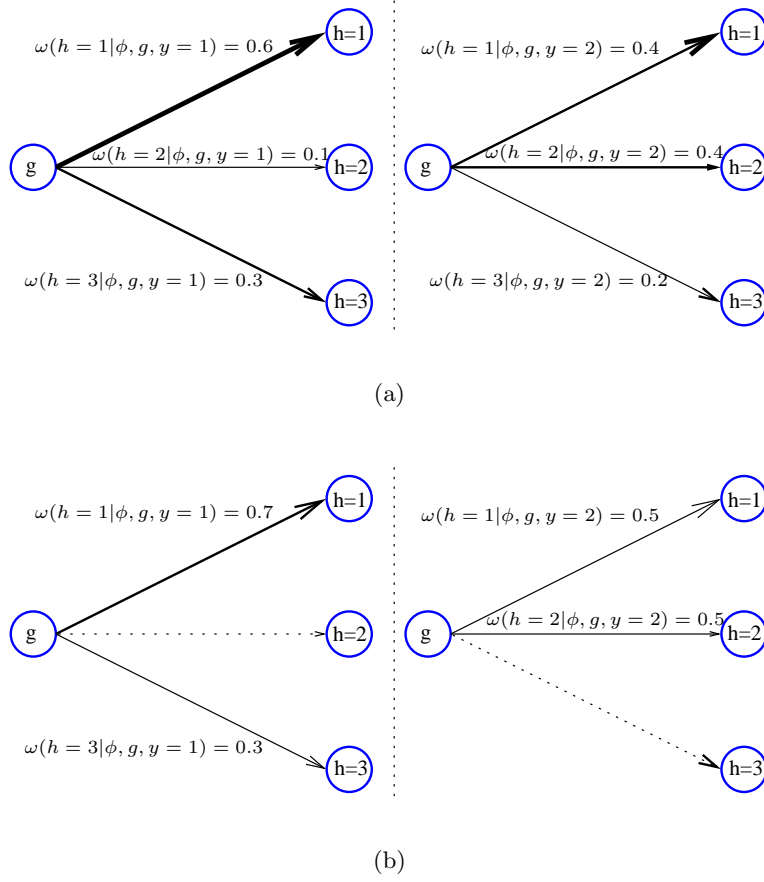 h=1
ω(h = 1|ϕ, g, y = 1) = 0.6
g
ω(h = 2|ϕ, g, y = 1) = 0.1
h=2
ω(h = 3|ϕ, g, y = 1) = 0.3
h=3
h=1
ω(h = 1|ϕ, g, y = 2) = 0.4
g
ω(h = 2|ϕ, g, y = 2) = 0.4
h=2
ω(h = 3|ϕ, g, y = 2) = 0.2
h=3
(a)
h=1
ω(h = 1|ϕ, g, y = 1) = 0.7
g
h=2
ω(h = 3|ϕ, g, y = 1) = 0.3
h=3
h=1
ω(h = 1|ϕ, g, y = 2) = 0.5
g
ω(h = 2|ϕ, g, y = 2) = 0.5
h=2
h=3
(b)